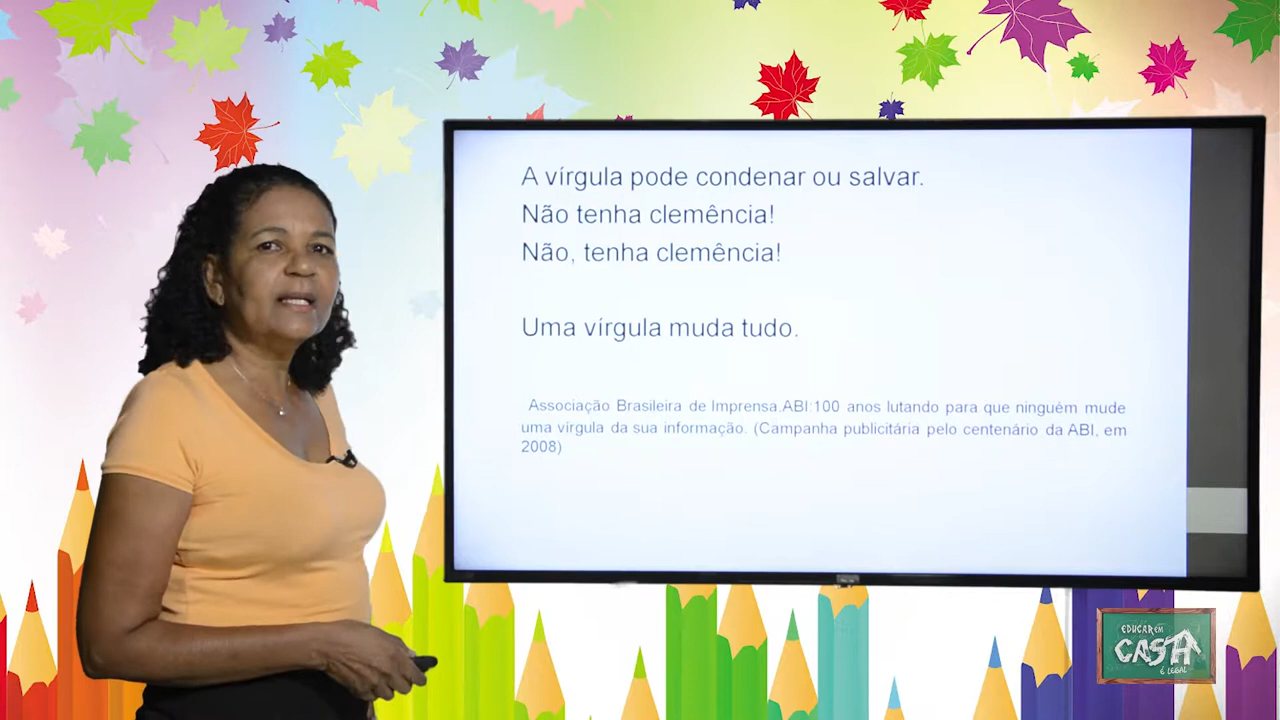 A vírgula pode condenar ou salvar.
Não tenha clemência!
Não, tenha clemência!
Uma vírgula muda tudo.
Associação Brasileira de Imprensa.ABI:100 anos lutando para que ninguém mude
uma vírgula da sua informação. (Campanha publicitária pelo centenário da ABI, em
2008)
EDUCAR EM
CASA
É LEGAL